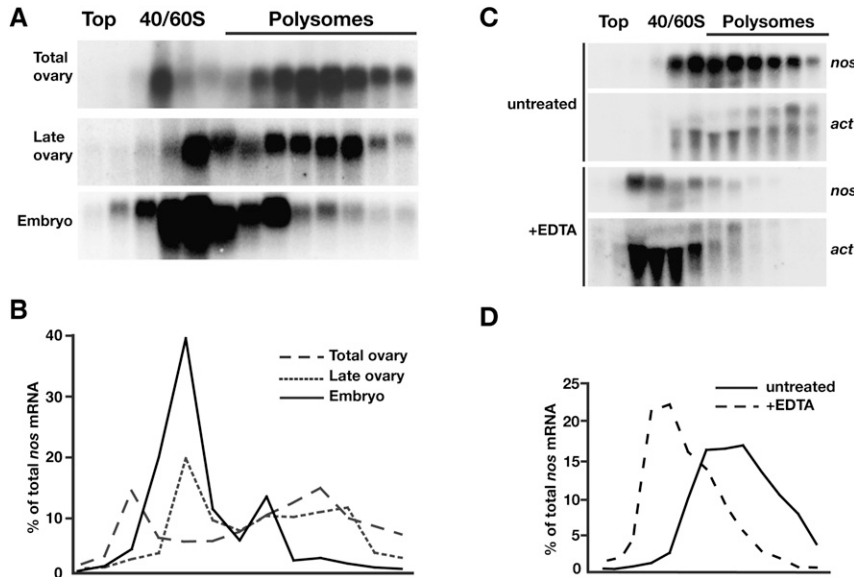 A
Top 40/60S Polysomes
Total
ovary
Late
ovary
Embryo
B
40
30
20
10
0
% of total nos mRNA
Total ovary
Late ovary
Embryo
C
Top 40/60S Polysomes
untreated
nos
act
+EDTA
nos
act
D
25
20
15
10
5
0
% of total nos mRNA
untreated
+EDTA